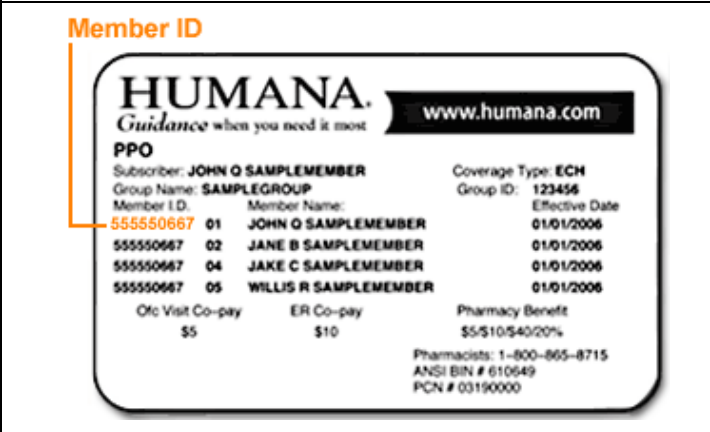 Member ID
HUMANA.
Guidance when you need it most
www.humana.com
PPO
Subscriber: JOHN Q SAMPLEMEMBER Coverage Type: ECH
Group Name: SAMPLEGROUP Group ID: 123456
Member I.D. Member Name: Effective Date
555550667 01 JOHN Q SAMPLEMEMBER 01/01/2006
555550667 02 JANE B SAMPLEMEMBER 01/01/2006
555550667 04 JAKE C SAMPLEMEMBER 01/01/2006
555550667 05 WILLIS R SAMPLEMEMBER 01/01/2006
Ofc Visit Co-pay ER Co-pay Pharmacy Benefit
$5 $10 $5/$10/$40/20%
Pharmacists: 1-800-865-8715
ANSI BIN # 610649
PCN # 03190000